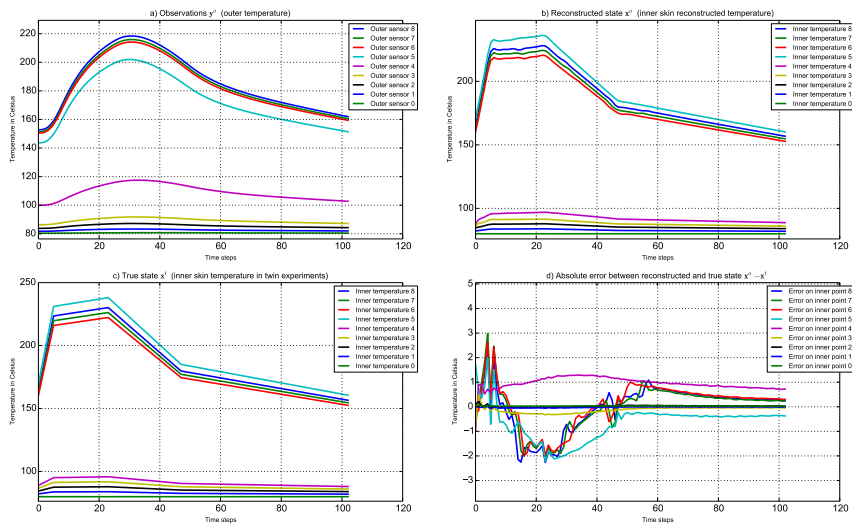 a) Observations yᵒ (outer temperature)
220
200
180
160
140
120
100
80
Temperature in Celsius
0
20
40
60
80
100
120
Time steps
Outer sensor 8
Outer sensor 7
Outer sensor 6
Outer sensor 5
Outer sensor 4
Outer sensor 3
Outer sensor 2
Outer sensor 1
Outer sensor 0
b) Reconstructed state xᵃ (inner skin reconstructed temperature)
200
150
100
Temperature in Celsius
0
20
40
60
80
100
120
Time steps
Inner temperature 8
Inner temperature 7
Inner temperature 6
Inner temperature 5
Inner temperature 4
Inner temperature 3
Inner temperature 2
Inner temperature 1
Inner temperature 0
c) True state xᵗ (inner skin temperature in twin experiments)
250
200
150
100
Temperature in Celsius
0
20
40
60
80
100
120
Time steps
Inner temperature 8
Inner temperature 7
Inner temperature 6
Inner temperature 5
Inner temperature 4
Inner temperature 3
Inner temperature 2
Inner temperature 1
Inner temperature 0
d) Absolute error between reconstructed and true state xᵃ −xᵗ
5
4
3
2
1
0
−1
−2
−3
Temperature in Celsius
0
20
40
60
80
100
120
Time steps
Error on inner point 8
Error on inner point 7
Error on inner point 6
Error on inner point 5
Error on inner point 4
Error on inner point 3
Error on inner point 2
Error on inner point 1
Error on inner point 0